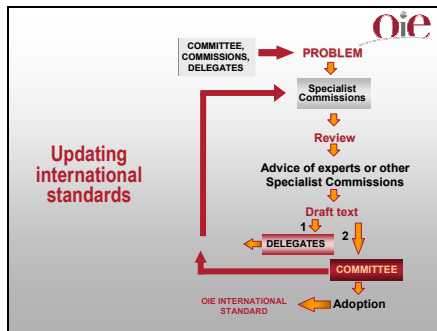 oie
COMMITTEE,
COMMISSIONS,
DELEGATES
PROBLEM
Specialist
Commissions
Review
Updating
international
standards
Advice of experts or other
Specialist Commissions
Draft text
1
2
DELEGATES
COMMITTEE
OIE INTERNATIONAL
STANDARD
Adoption